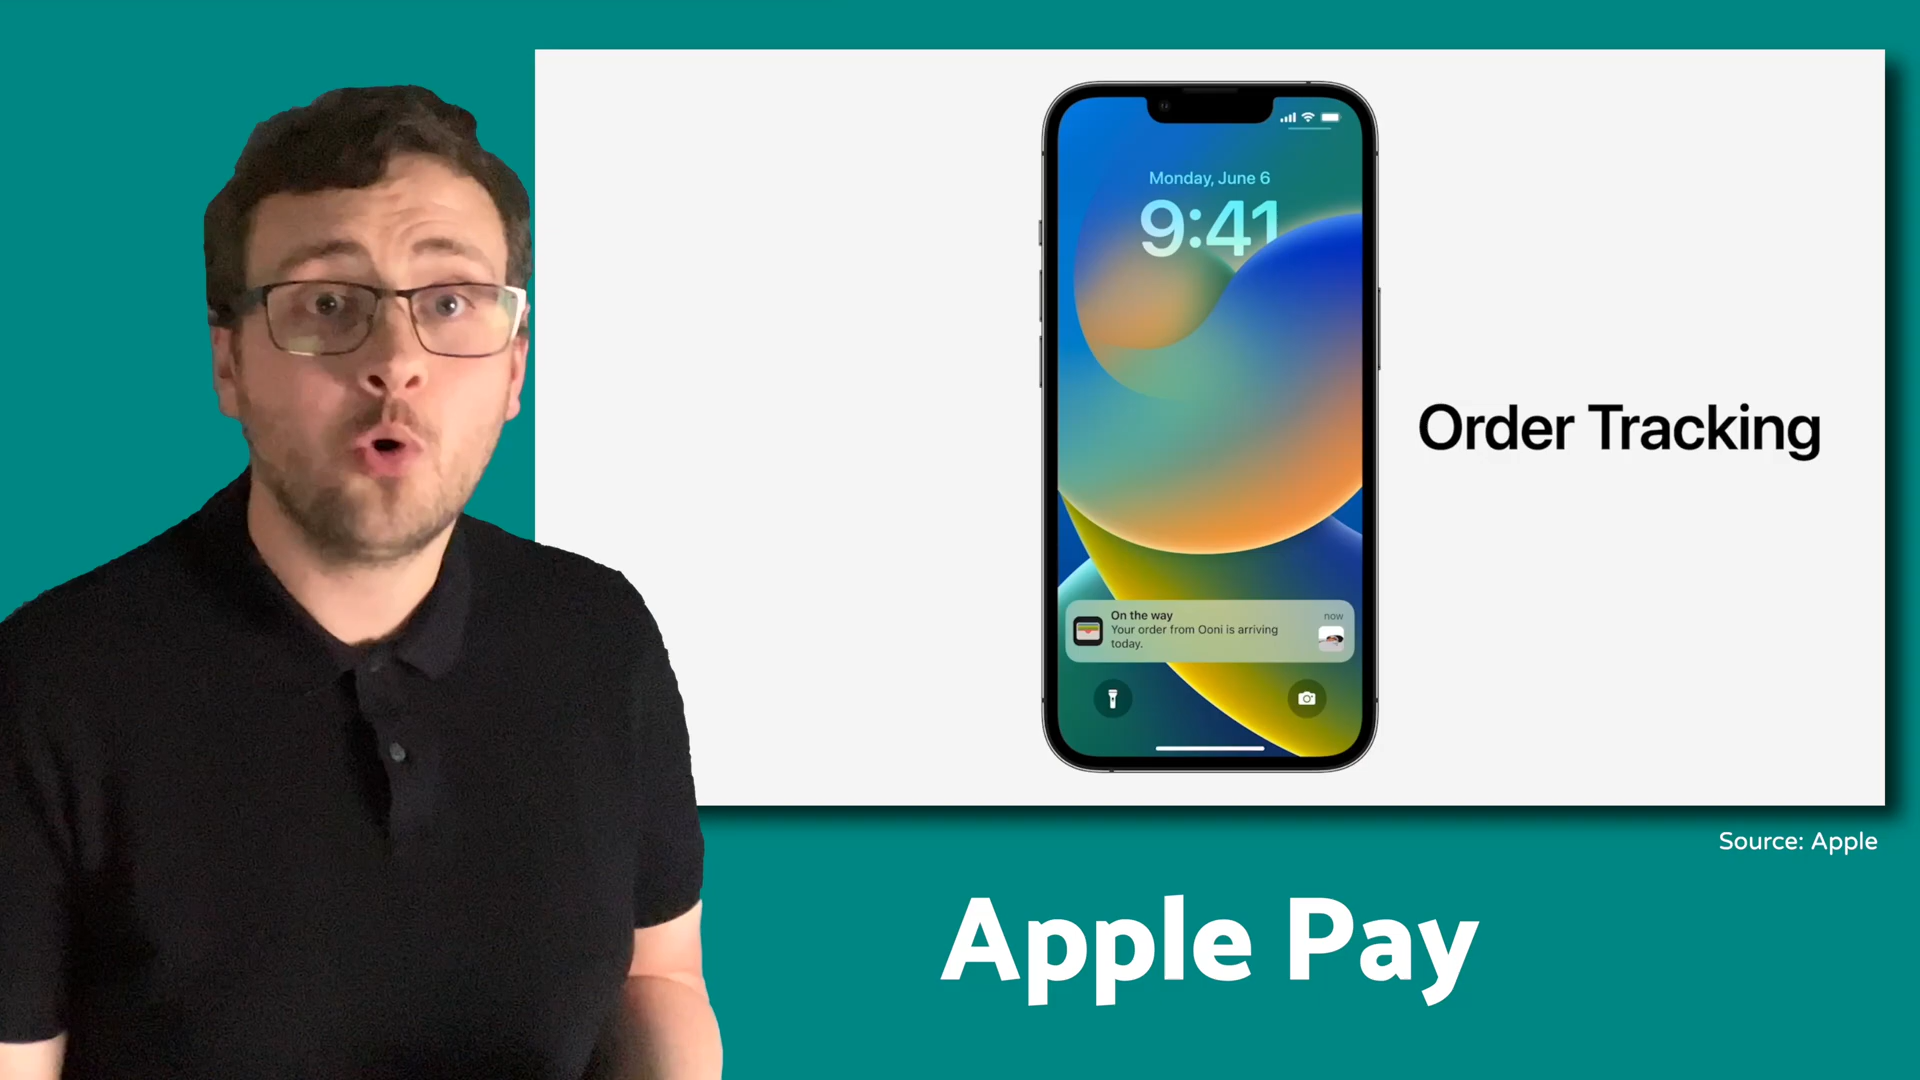 Monday, June 6
9:41
Order Tracking
On the way
now
Your order from Ooni is arriving
today.
Source: Apple
Apple Pay